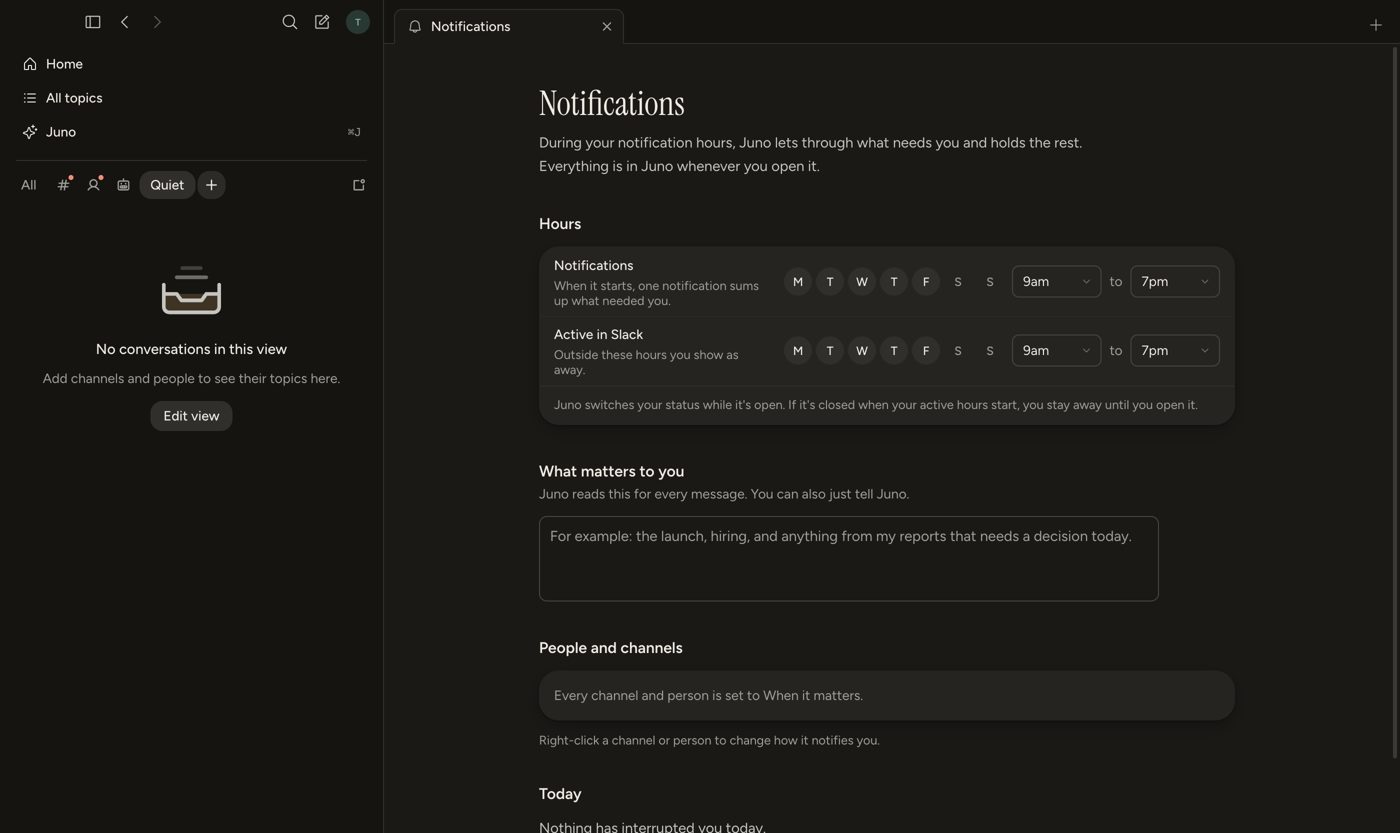 T
Notifications
Home
All topics
Juno
⌘J
All
Quiet
No conversations in this view
Add channels and people to see their topics here.
Edit view
Notifications
During your notification hours, Juno lets through what needs you and holds the rest.
Everything is in Juno whenever you open it.
Hours
Notifications
When it starts, one notification sums
up what needed you.
M T W T F S S 9am to 7pm
Active in Slack
Outside these hours you show as
away.
M T W T F S S 9am to 7pm
Juno switches your status while it's open. If it's closed when your active hours start, you stay away until you open it.
What matters to you
Juno reads this for every message. You can also just tell Juno.
For example: the launch, hiring, and anything from my reports that needs a decision today.
People and channels
Every channel and person is set to When it matters.
Right-click a channel or person to change how it notifies you.
Today
Nothing has interrupted you today.